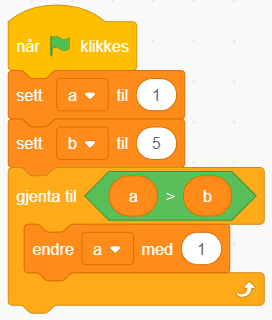 når klikkes
sett a til 1
sett b til 5
gjenta til a > b
endre a med 1